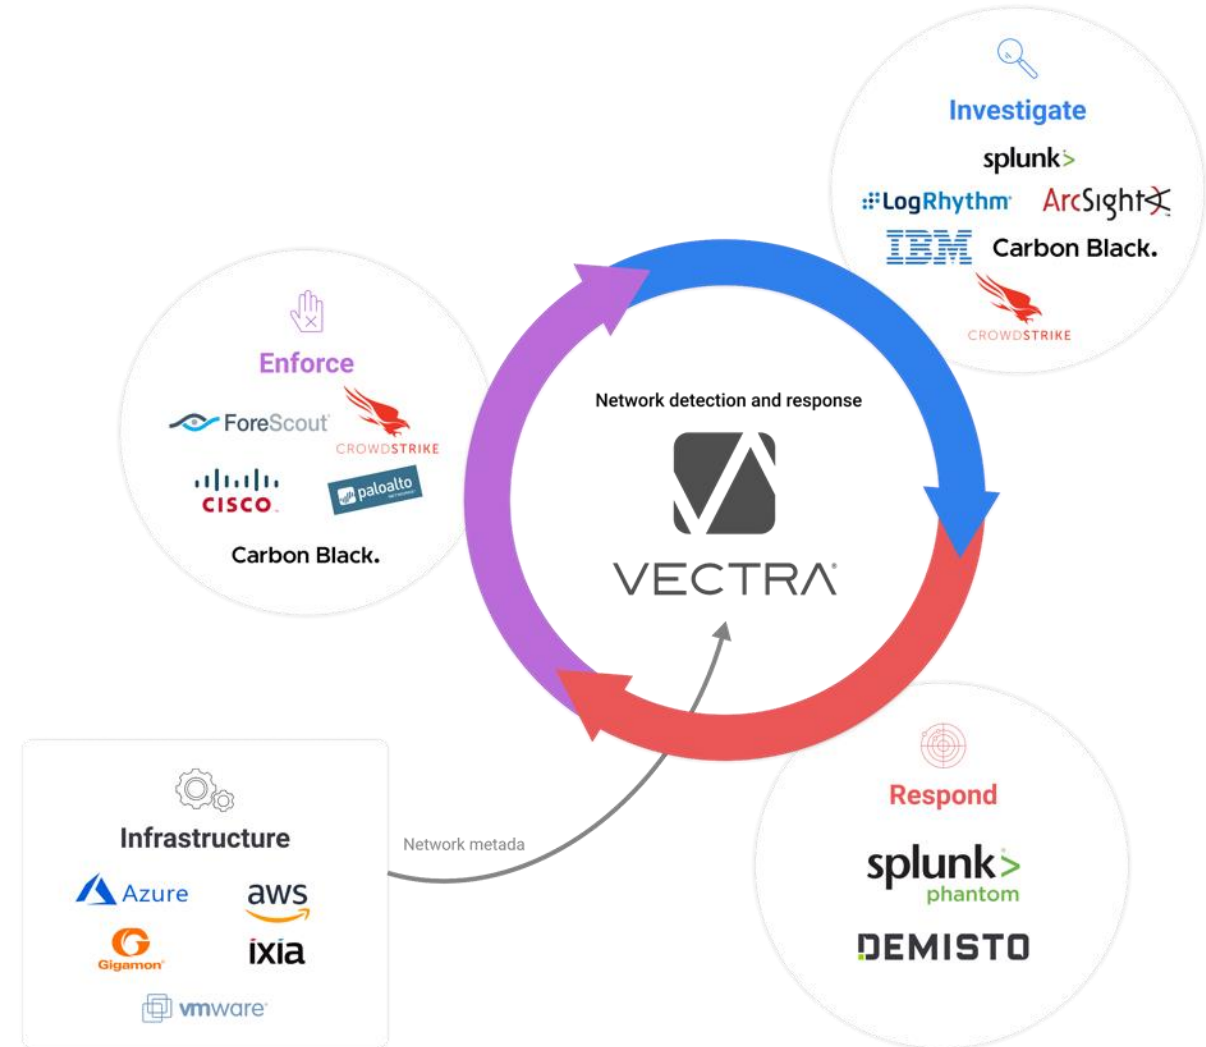 Investigate
splunk>
LogRhythm
ArcSight
IBM
Carbon Black.
CROWDSTRIKE
Enforce
ForeScout
CROWDSTRIKE
CISCO
paloalto
Carbon Black.
Network detection and response
VECTRA
Infrastructure
Azure
aws
Gigamon
ixia
vmware
Network metada
Respond
splunk>
phantom
DEMISTO